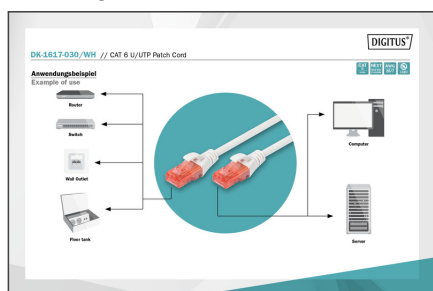 DIGITUS®
DK-1617-030/WH // CAT 6 U/UTP Patch Cord
Anwendungsbeispiel
Example of use
Router
Switch
Wall Outlet
Floor tank
Computer
Server